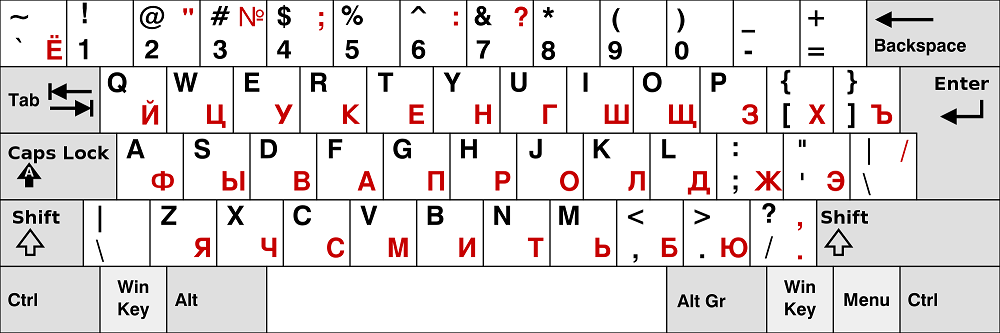 ~ ! @ " # № $ ; % ^ : & ? * ( ) _ +
` Ё 1 2 3 4 5 6 7 8 9 0 - = Backspace
Q W E R T Y U I O P { } Enter
Tab Й Ц У К Е Н Г Ш Щ З [ Х ] Ъ
Caps Lock A S D F G H J K L : " | /
A Ф Ы В А П Р О Л Д ; Ж ' Э \
Shift | Z X C V B N M < > ? , Shift
\ Я Ч С М И Т Ь , Б . Ю / .
Ctrl Win Key Alt Alt Gr Win Key Menu Ctrl